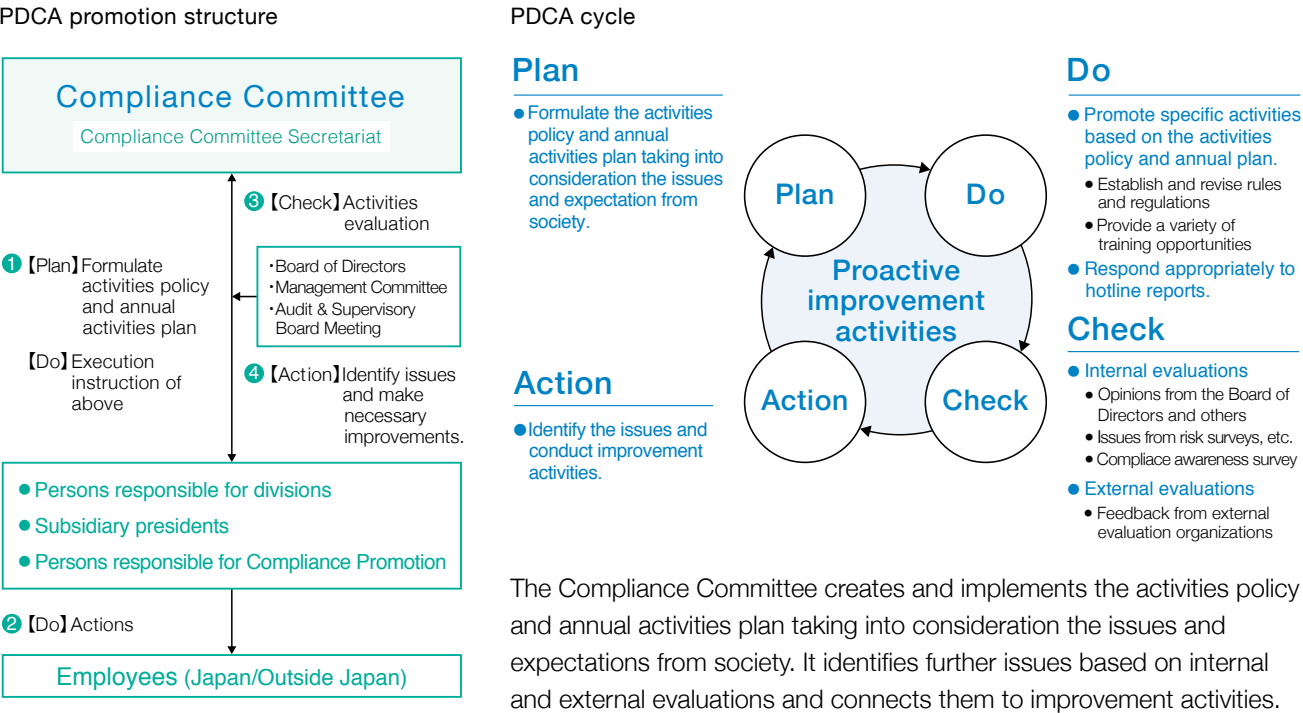 PDCA promotion structure
Compliance Committee
Compliance Committee Secretariat
❸【Check】Activities
evaluation
❶【Plan】Formulate
activities policy
and annual
activities plan
【Do】Execution
instruction of
above
・Board of Directors
・Management Committee
・Audit & Supervisory
Board Meeting
❹【Action】Identify issues
and make
necessary
improvements.
● Persons responsible for divisions
● Subsidiary presidents
● Persons responsible for Compliance Promotion
❷【Do】Actions
Employees (Japan/Outside Japan)
PDCA cycle
Plan
● Formulate the activities
policy and annual
activities plan taking into
consideration the issues
and expectation from
society.
Action
● Identify the issues and
conduct improvement
activities.
Plan
Do
Proactive
improvement
activities
Action
Check
Do
● Promote specific activities
based on the activities
policy and annual plan.
● Establish and revise rules
and regulations
● Provide a variety of
training opportunities
● Respond appropriately to
hotline reports.
Check
● Internal evaluations
● Opinions from the Board of
Directors and others
● Issues from risk surveys, etc.
● Compliace awareness survey
● External evaluations
● Feedback from external
evaluation organizations
The Compliance Committee creates and implements the activities policy
and annual activities plan taking into consideration the issues and
expectations from society. It identifies further issues based on internal
and external evaluations and connects them to improvement activities.